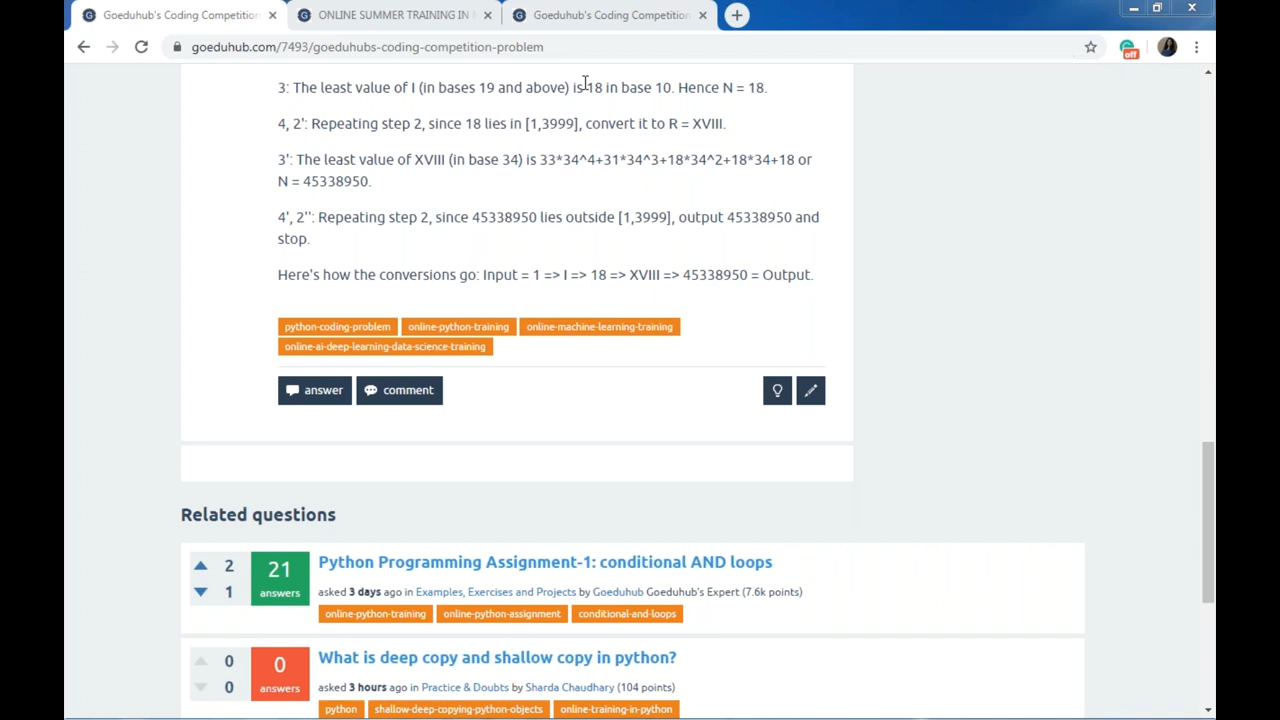 Goeduhub's Coding Competition
ONLINE SUMMER TRAINING IN
Goeduhub's Coding Competition
goeduhub.com/7493/goeduhubs-coding-competition-problem
off
3: The least value of I (in bases 19 and above) is 18 in base 10. Hence N = 18.
4, 2': Repeating step 2, since 18 lies in [1,3999], convert it to R = XVIII.
3': The least value of XVIII (in base 34) is 33*34^4+31*34^3+18*34^2+18*34+18 or
N = 45338950.
4', 2'': Repeating step 2, since 45338950 lies outside [1,3999], output 45338950 and
stop.
Here's how the conversions go: Input = 1 => I => 18 => XVIII => 45338950 = Output.
python-coding-problem online-python-training online-machine-learning-training
online-ai-deep-learning-data-science-training
answer comment
Related questions
2 21 Python Programming Assignment-1: conditional AND loops
1 answers asked 3 days ago in Examples, Exercises and Projects by Goeduhub Goeduhub's Expert (7.6k points)
online-python-training online-python-assignment conditional-and-loops
0 0 What is deep copy and shallow copy in python?
0 answers asked 3 hours ago in Practice & Doubts by Sharda Chaudhary (104 points)
python shallow-deep-copying-python-objects online-training-in-python